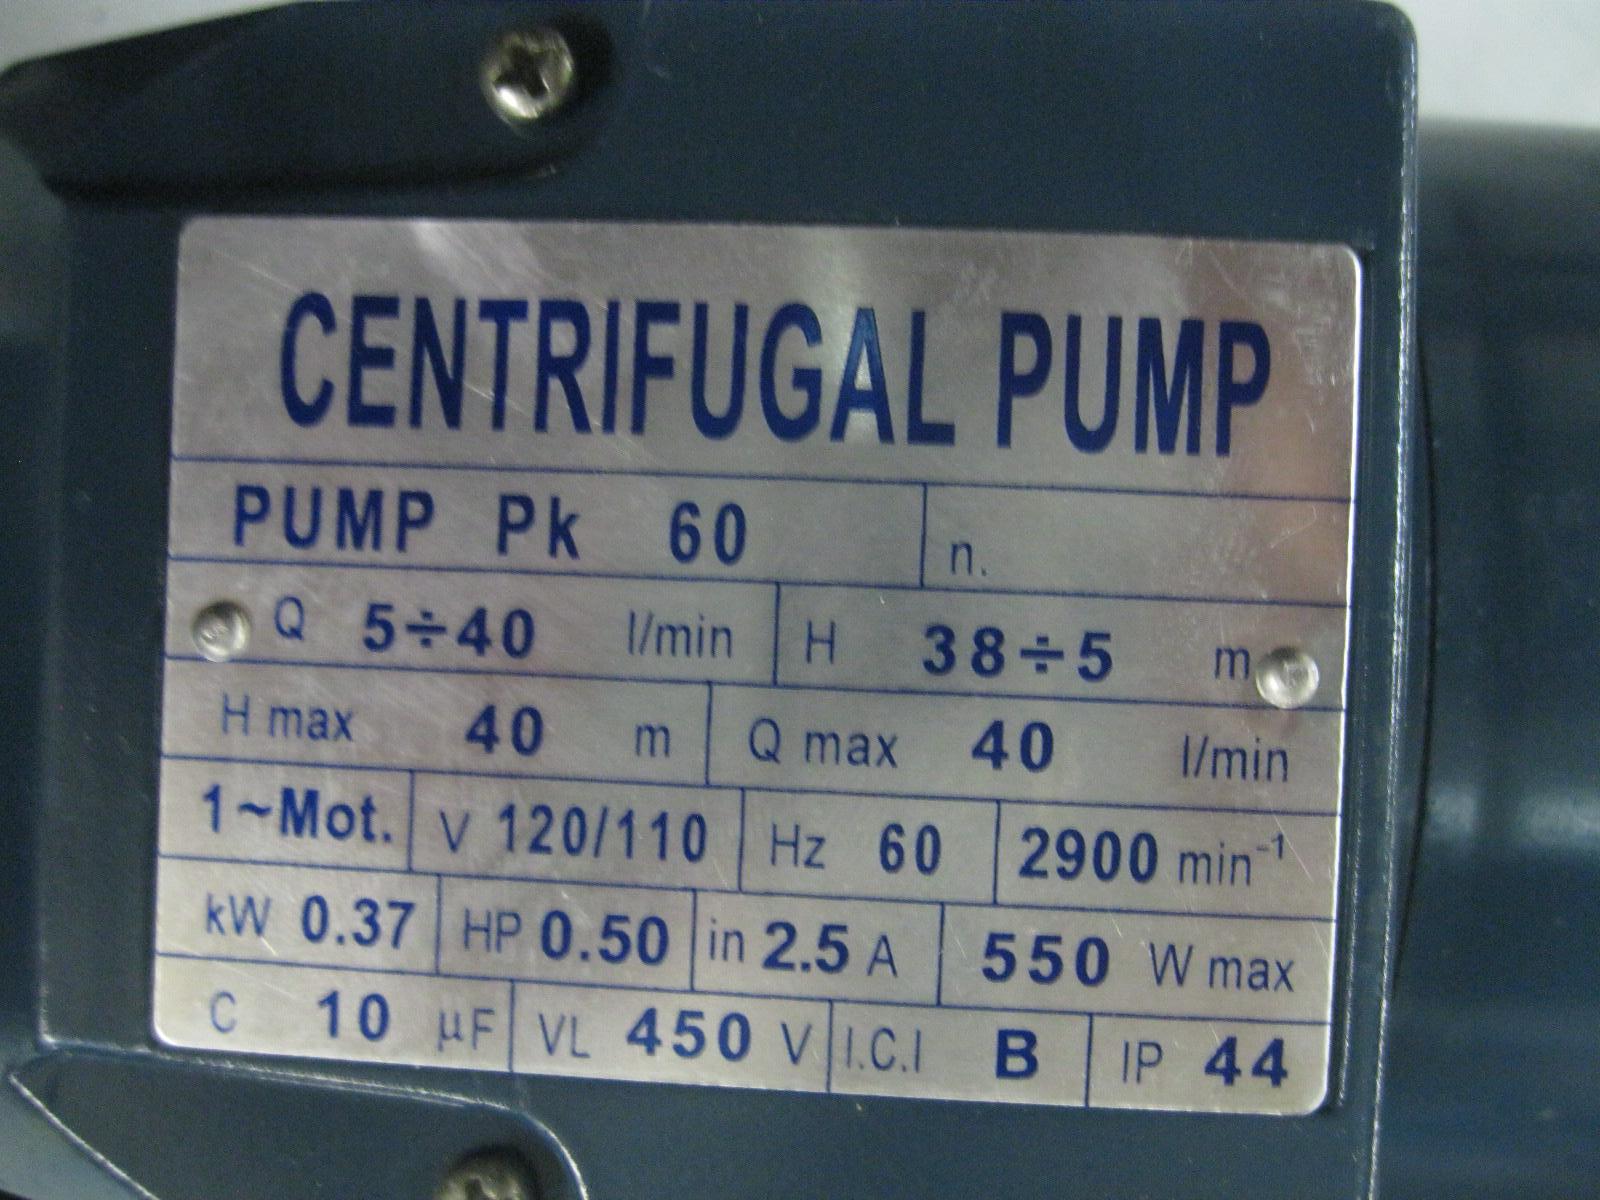 CENTRIFUGAL PUMP
PUMP Pk 60 n.
Q 5÷40 l/min H 38÷5 m
H max 40 m Q max 40 l/min
1~Mot. V 120/110 Hz 60 2900 min⁻¹
kW 0.37 HP 0.50 in 2.5 A 550 W max
C 10 µF VL 450 V I.C.I B IP 44